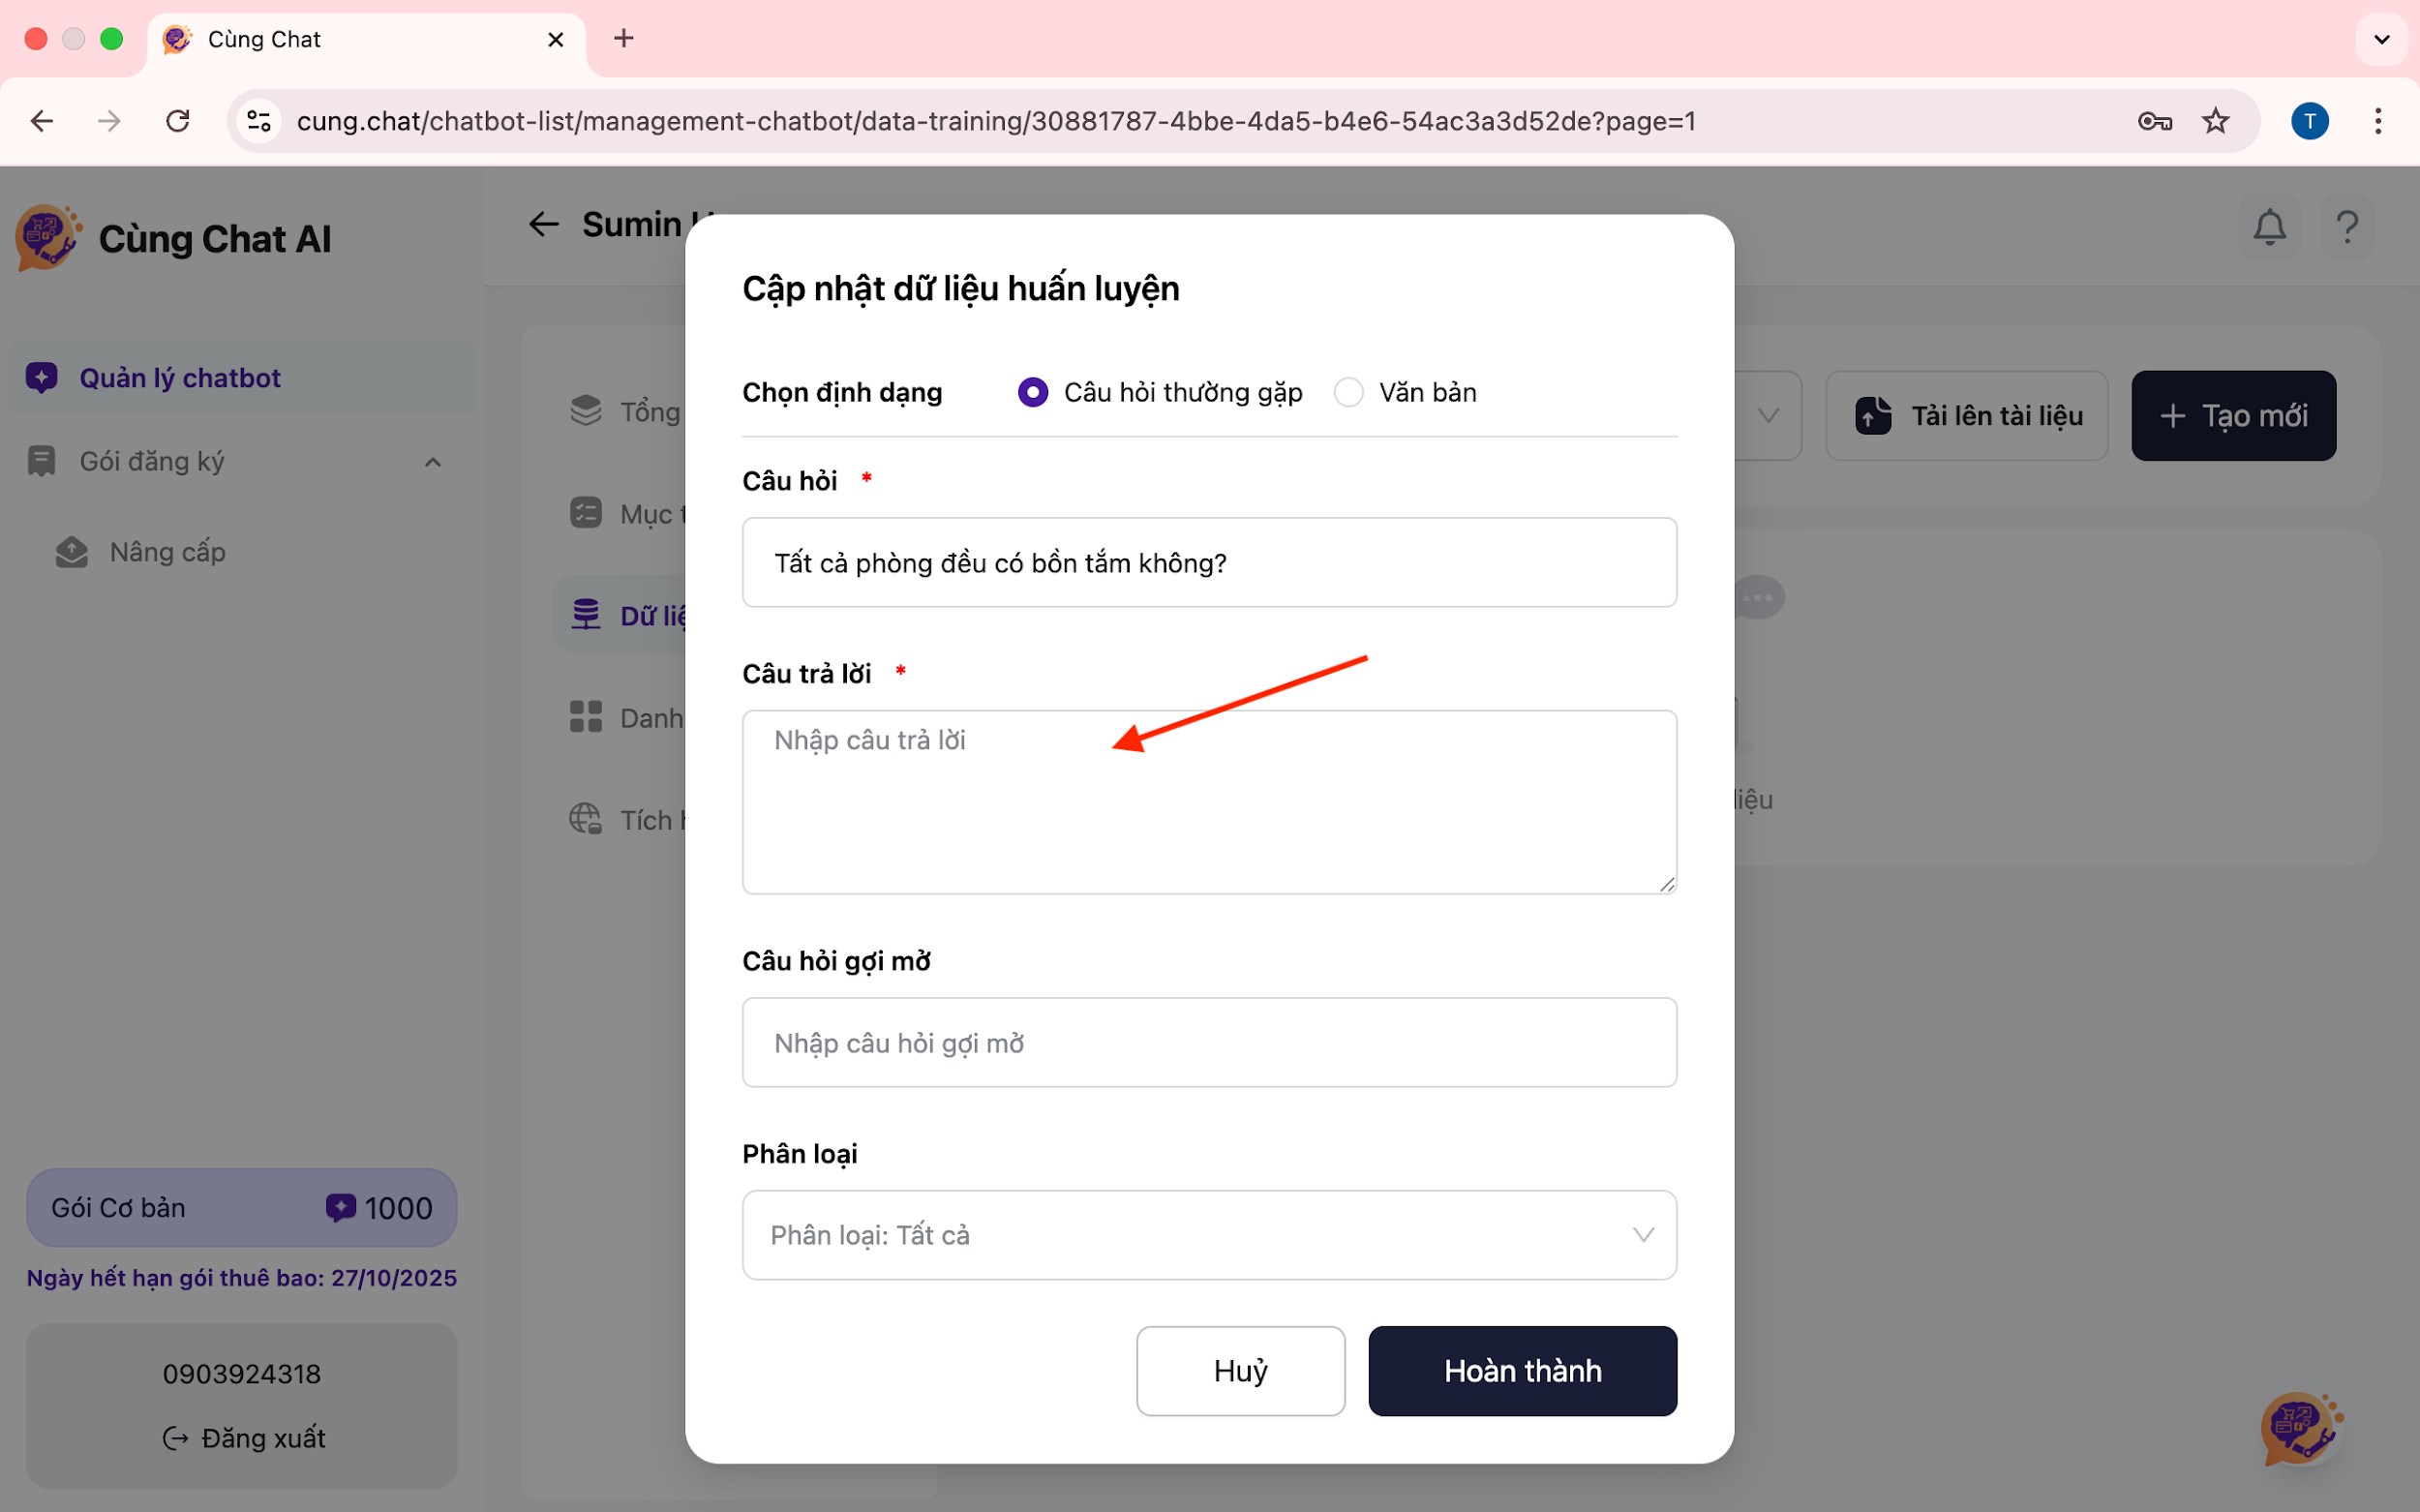 Cùng Chat
cung.chat/chatbot-list/management-chatbot/data-training/30881787-4bbe-4da5-b4e6-54ac3a3d52de?page=1
T
Cùng Chat AI
Quản lý chatbot
Gói đăng ký
Nâng cấp
Gói Cơ bản 1000
Ngày hết hạn gói thuê bao: 27/10/2025
0903924318
Đăng xuất
Sumin
Tổng
Mục
Dữ
Danh
Tích
Tải lên tài liệu
+ Tạo mới
liệu
Cập nhật dữ liệu huấn luyện
Chọn định dạng Câu hỏi thường gặp Văn bản
Câu hỏi *
Tất cả phòng đều có bồn tắm không?
Câu trả lời *
Nhập câu trả lời
Câu hỏi gợi mở
Nhập câu hỏi gợi mở
Phân loại
Phân loại: Tất cả
Huỷ Hoàn thành